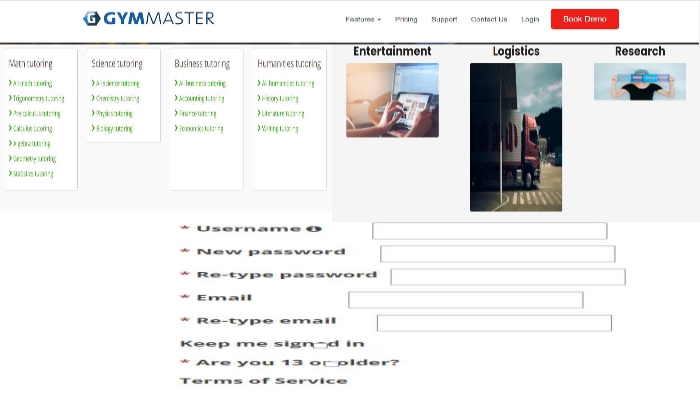 GYMMASTER
Features Pricing Support Contact Us Login Book Demo
Math tutoring
All math tutoring
Trigonometry tutoring
Precalculus tutoring
Calculus tutoring
Algebra tutoring
Geometry tutoring
Statistics tutoring
Science tutoring
All science tutoring
Chemistry tutoring
Physics tutoring
Biology tutoring
Business tutoring
All business tutoring
Accounting tutoring
Finance tutoring
Economics tutoring
Humanities tutoring
All humanities tutoring
History tutoring
Literature tutoring
Writing tutoring
Entertainment
Logistics
Research
* Username
* New password
* Re-type password
* Email
* Re-type email
Keep me signed in
* Are you 13 or older?
Terms of Service